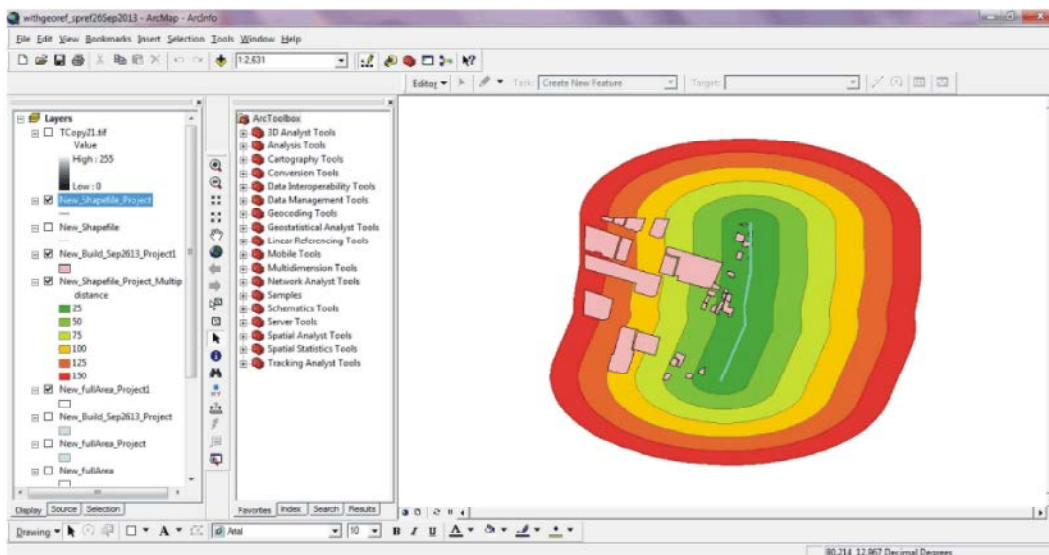 withgeoref_spref26Sep2013 - ArcMap - ArcInfo
File Edit View Bookmarks Insert Selection Tools Window Help
1:2,631
Editor Task: Create New Feature Target:
Layers
TCopy21.tif
Value
High : 255
Low : 0
New_Shapefile_Project
New_Shapefile
New_Build_Sep2613_Project1
New_Shapefile_Project_Multip
distance
25
50
75
100
125
150
New_fullArea_Project1
New_Build_Sep2613_Project
New_fullArea_Project
New_fullArea
Display Source Selection
ArcToolbox
3D Analyst Tools
Analysis Tools
Cartography Tools
Conversion Tools
Data Interoperability Tools
Data Management Tools
Geocoding Tools
Geostatistical Analyst Tools
Linear Referencing Tools
Mobile Tools
Multidimension Tools
Network Analyst Tools
Samples
Schematics Tools
Server Tools
Spatial Analyst Tools
Spatial Statistics Tools
Tracking Analyst Tools
Favorites Index Search Results
Drawing A Arial 10 B I U A
80.214 12.967 Decimal Degrees